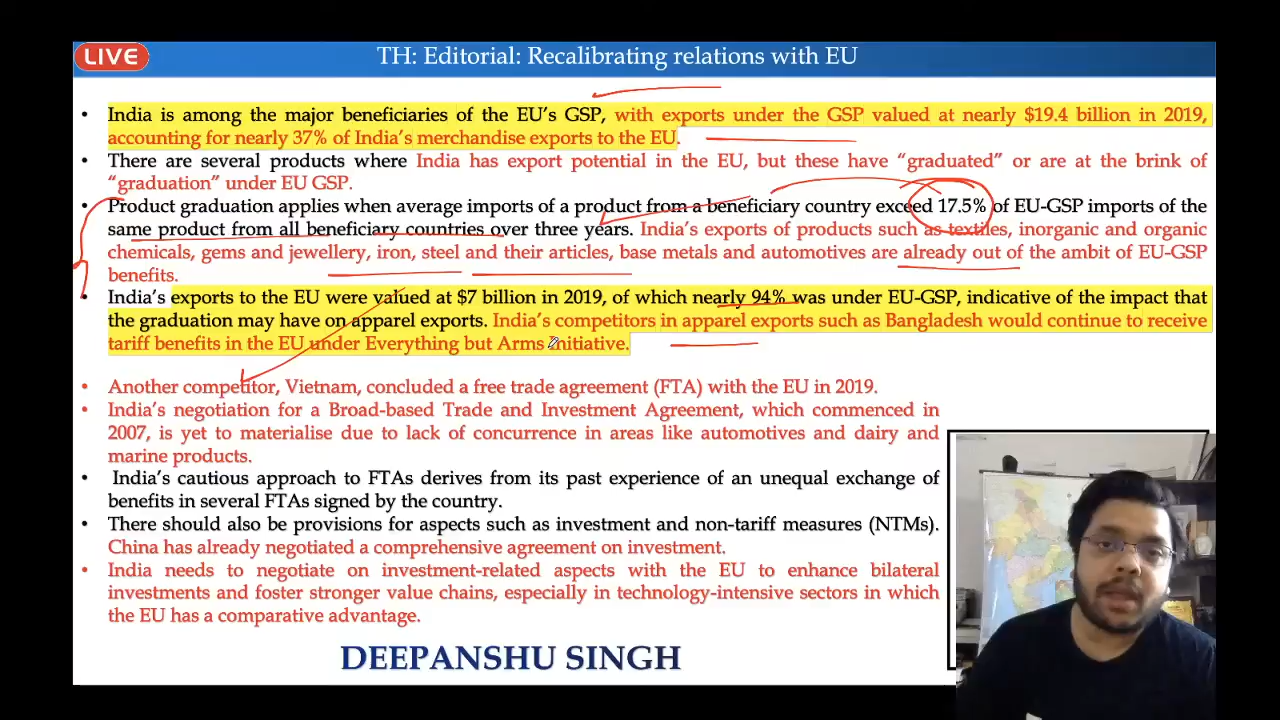 LIVE
TH: Editorial: Recalibrating relations with EU
• India is among the major beneficiaries of the EU's GSP, with exports under the GSP valued at nearly $19.4 billion in 2019,
accounting for nearly 37% of India's merchandise exports to the EU.
• There are several products where India has export potential in the EU, but these have “graduated” or are at the brink of
“graduation” under EU GSP.
• Product graduation applies when average imports of a product from a beneficiary country exceed 17.5% of EU-GSP imports of the
same product from all beneficiary countries over three years. India's exports of products such as textiles, inorganic and organic
chemicals, gems and jewellery, iron, steel and their articles, base metals and automotives are already out of the ambit of EU-GSP
benefits.
• India's exports to the EU were valued at $7 billion in 2019, of which nearly 94% was under EU-GSP, indicative of the impact that
the graduation may have on apparel exports. India's competitors in apparel exports such as Bangladesh would continue to receive
tariff benefits in the EU under Everything but Arms Initiative.
• Another competitor, Vietnam, concluded a free trade agreement (FTA) with the EU in 2019.
• India's negotiation for a Broad-based Trade and Investment Agreement, which commenced in
2007, is yet to materialise due to lack of concurrence in areas like automotives and dairy and
marine products.
• India's cautious approach to FTAs derives from its past experience of an unequal exchange of
benefits in several FTAs signed by the country.
• There should also be provisions for aspects such as investment and non-tariff measures (NTMs).
China has already negotiated a comprehensive agreement on investment.
• India needs to negotiate on investment-related aspects with the EU to enhance bilateral
investments and foster stronger value chains, especially in technology-intensive sectors in which
the EU has a comparative advantage.
DEEPANSHU SINGH